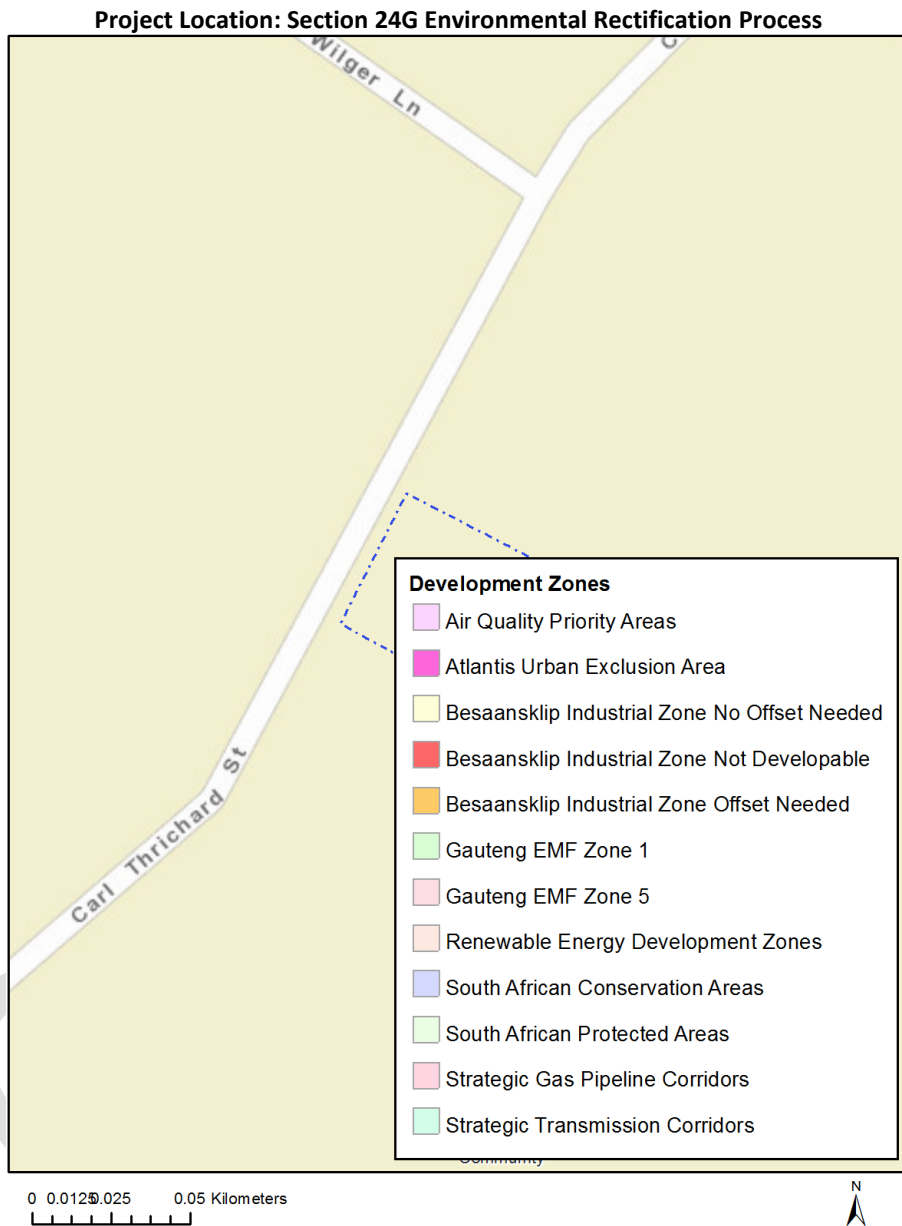 Project Location: Section 24G Environmental Rectification Process
Wilger Ln
Development Zones
Air Quality Priority Areas
Atlantis Urban Exclusion Area
Besaansklip Industrial Zone No Offset Needed
Besaansklip Industrial Zone Not Developable
Besaansklip Industrial Zone Offset Needed
Gauteng EMF Zone 1
Gauteng EMF Zone 5
Renewable Energy Development Zones
South African Conservation Areas
South African Protected Areas
Strategic Gas Pipeline Corridors
Strategic Transmission Corridors
Carl Thrichard St
Community
0 0.0125 0.025 0.05 Kilometers
N